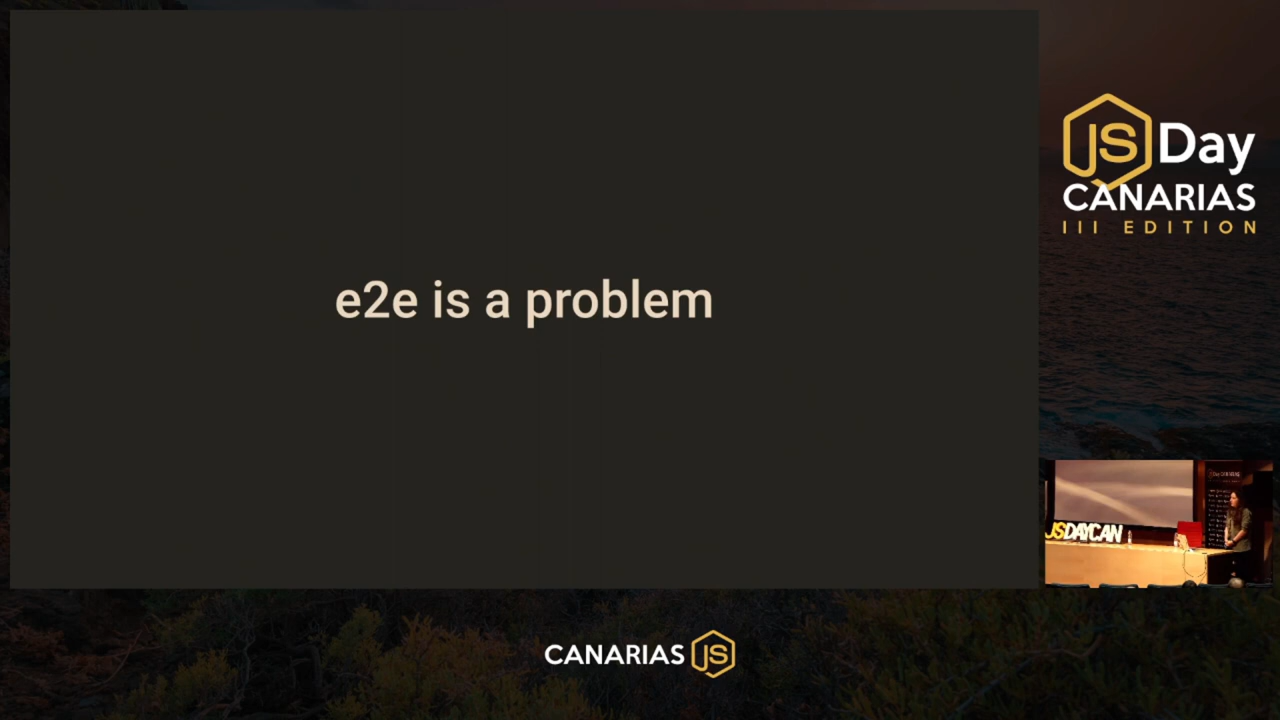 e2e is a problem
JS Day
CANARIAS
III EDITION
JSDAYCAN
CANARIAS JS